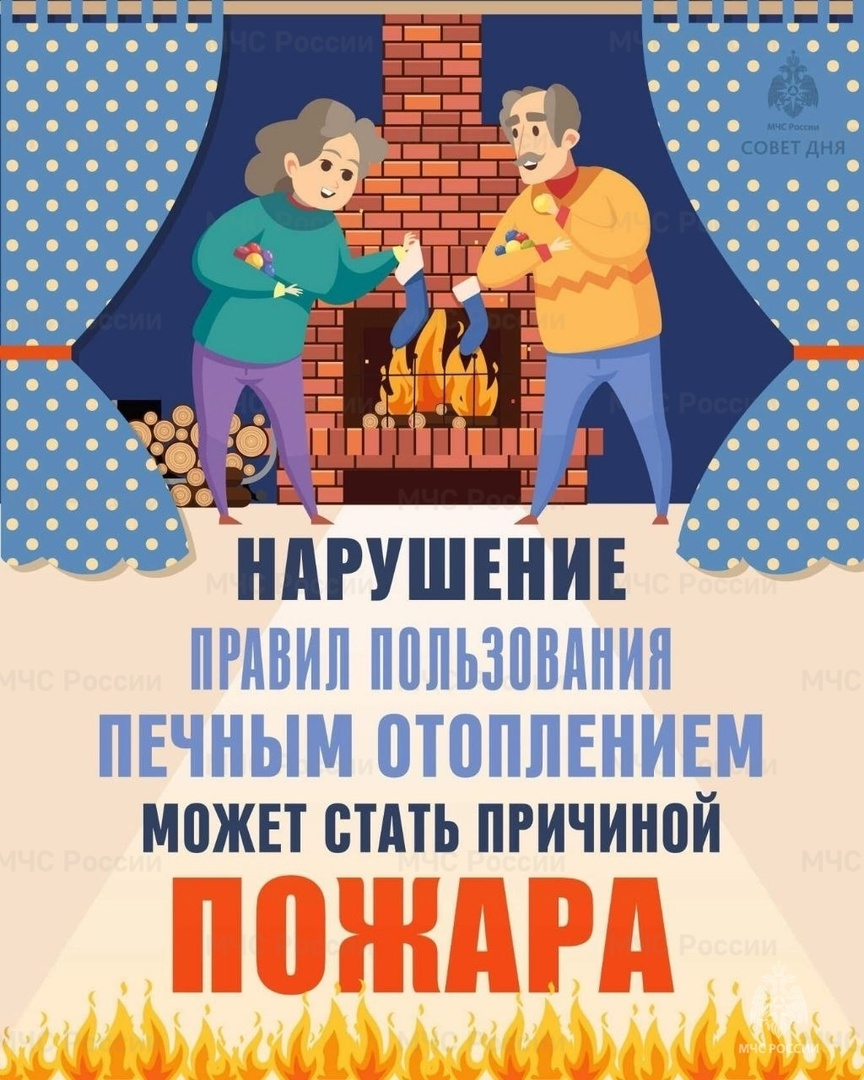 МЧС России
СОВЕТ ДНЯ
НАРУШЕНИЕ
ПРАВИЛ ПОЛЬЗОВАНИЯ
ПЕЧНЫМ ОТОПЛЕНИЕМ
МОЖЕТ СТАТЬ ПРИЧИНОЙ
ПОЖАРА
МЧС РОССИИ